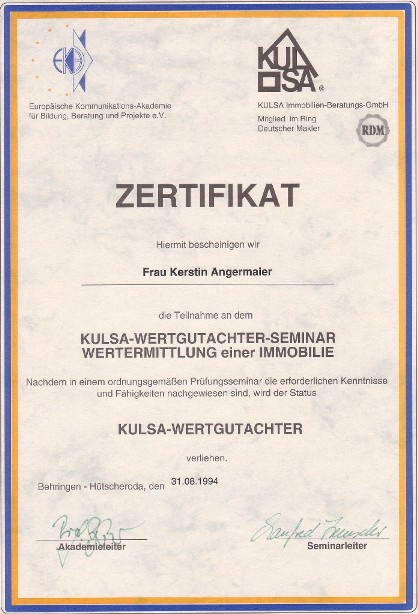 EKA
Europäische Kommunikations-Akademie
für Bildung, Beratung und Projekte e.V.
KUL
SA®
KULSA Immobilien-Beratungs-GmbH
Mitglied im Ring
Deutscher Makler
RDM
ZERTIFIKAT
Hiermit bescheinigen wir
Frau Kerstin Angermaier
die Teilnahme an dem
KULSA-WERTGUTACHTER-SEMINAR
WERTERMITTLUNG einer IMMOBILIE
Nachdem in einem ordnungsgemäßen Prüfungsseminar die erforderlichen Kenntnisse
und Fähigkeiten nachgewiesen sind, wird der Status
KULSA-WERTGUTACHTER
verliehen.
Behringen - Hütscheroda, den 31.08.1994
Akademieleiter
Seminarleiter